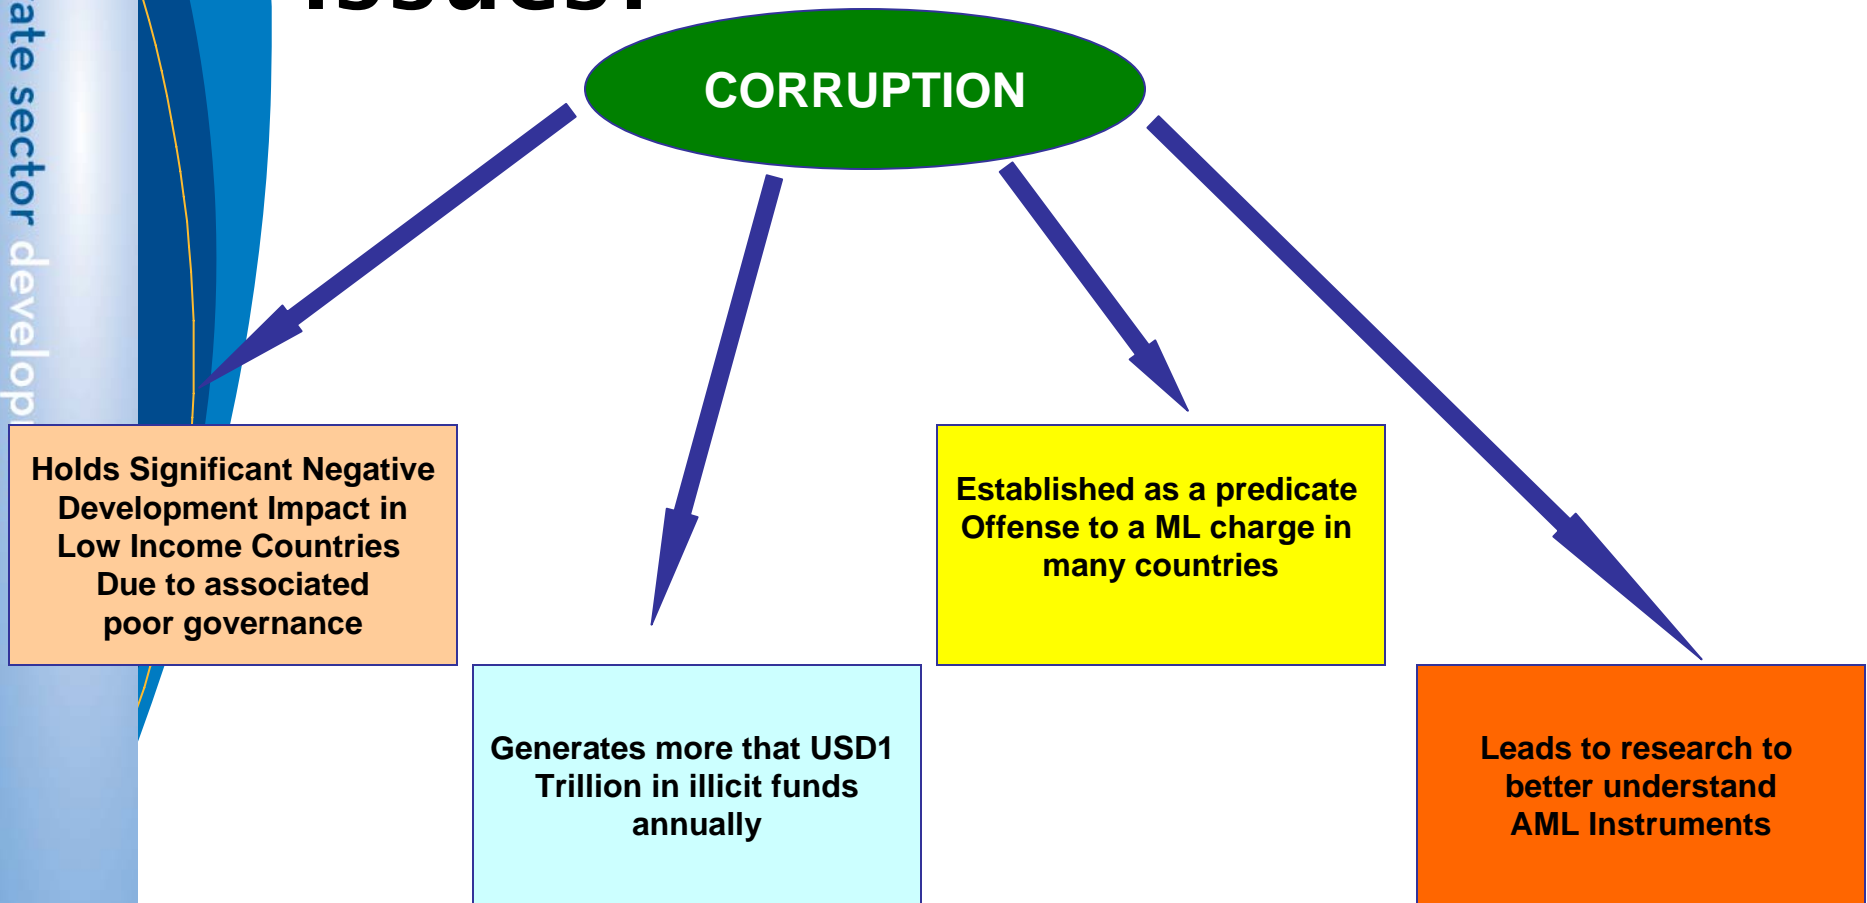 issues:
CORRUPTION
Holds Significant Negative
Development Impact in
Low Income Countries
Due to associated
poor governance
Established as a predicate
Offense to a ML charge in
many countries
Generates more that USD1
Trillion in illicit funds
annually
Leads to research to
better understand
AML Instruments
sector